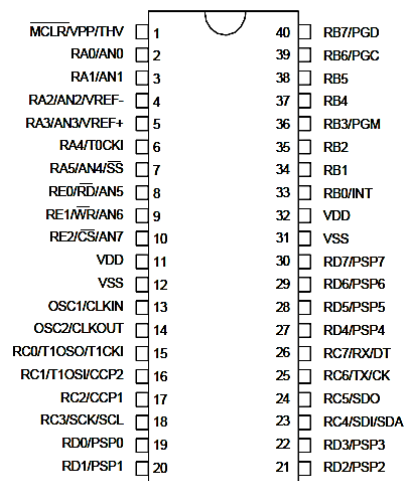 MCLR/VPP/THV 1 40 RB7/PGD
RA0/AN0 2 39 RB6/PGC
RA1/AN1 3 38 RB5
RA2/AN2/VREF- 4 37 RB4
RA3/AN3/VREF+ 5 36 RB3/PGM
RA4/T0CKI 6 35 RB2
RA5/AN4/SS 7 34 RB1
RE0/RD/AN5 8 33 RB0/INT
RE1/WR/AN6 9 32 VDD
RE2/CS/AN7 10 31 VSS
VDD 11 30 RD7/PSP7
VSS 12 29 RD6/PSP6
OSC1/CLKIN 13 28 RD5/PSP5
OSC2/CLKOUT 14 27 RD4/PSP4
RC0/T1OSO/T1CKI 15 26 RC7/RX/DT
RC1/T1OSI/CCP2 16 25 RC6/TX/CK
RC2/CCP1 17 24 RC5/SDO
RC3/SCK/SCL 18 23 RC4/SDI/SDA
RD0/PSP0 19 22 RD3/PSP3
RD1/PSP1 20 21 RD2/PSP2